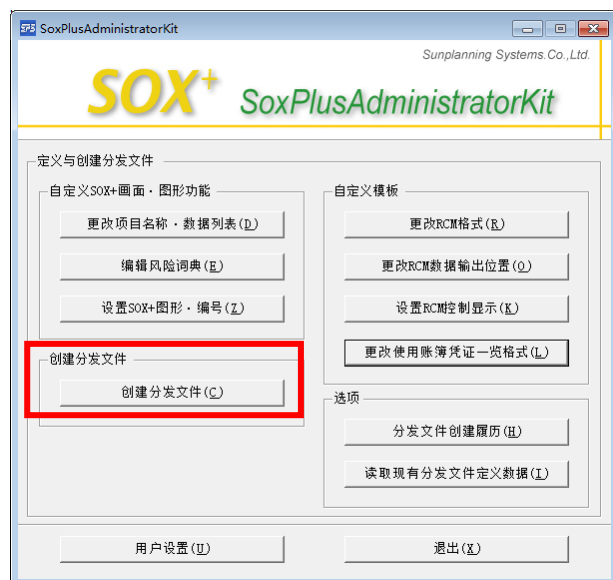 SPS SoxPlusAdministratorKit
Sunplanning Systems.Co.,Ltd.
SOX+ SoxPlusAdministratorKit
定义与创建分发文件
自定义SOX+画面・图形功能
更改项目名称・数据列表(D)
编辑风险词典(E)
设置SOX+图形・编号(Z)
创建分发文件
创建分发文件(C)
自定义模板
更改RCM格式(R)
更改RCM数据输出位置(O)
设置RCM控制显示(K)
更改使用账簿凭证一览格式(L)
选项
分发文件创建履历(H)
读取现有分发文件定义数据(I)
用户设置(U)
退出(X)